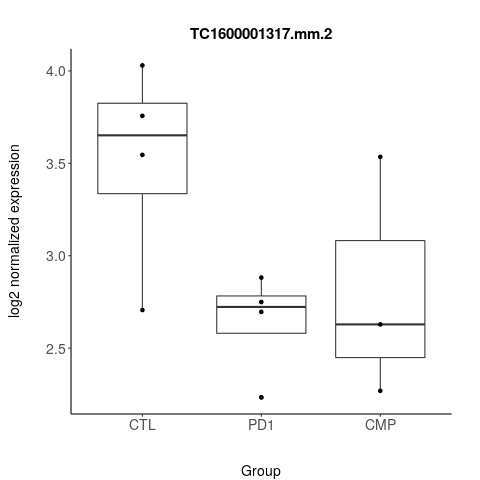 TC1600001317.mm.2
log2 normalized expression
4.0
3.5
3.0
2.5
CTL
PD1
CMP
Group